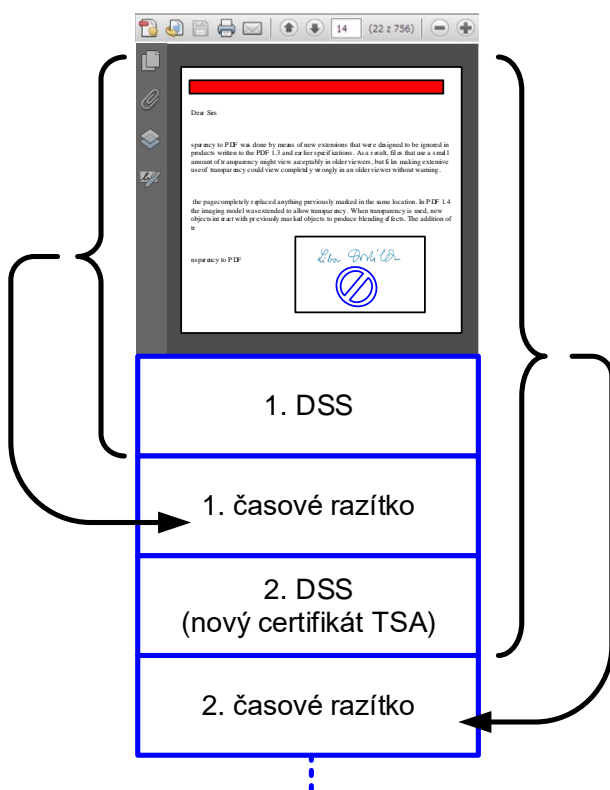 14 (22 z 756)
Dear Sirs
sparency to PDF was done by means of new extensions that were designed to be ignored in
products written to the PDF 1.3 and earlier specifications. As a result, files that use a small
amount of transparency might view acceptably in older viewers, but files making extensive
use of transparency could view completely wrongly in an older viewer without warning.
the page completely replaced anything previously marked in the same location. In PDF 1.4
the imaging model was extended to allow transparency. When transparency is used, new
objects interact with previously marked objects to produce blending effects. The addition of
tr
nsparency to PDF
1. DSS
1. časové razítko
2. DSS
(nový certifikát TSA)
2. časové razítko